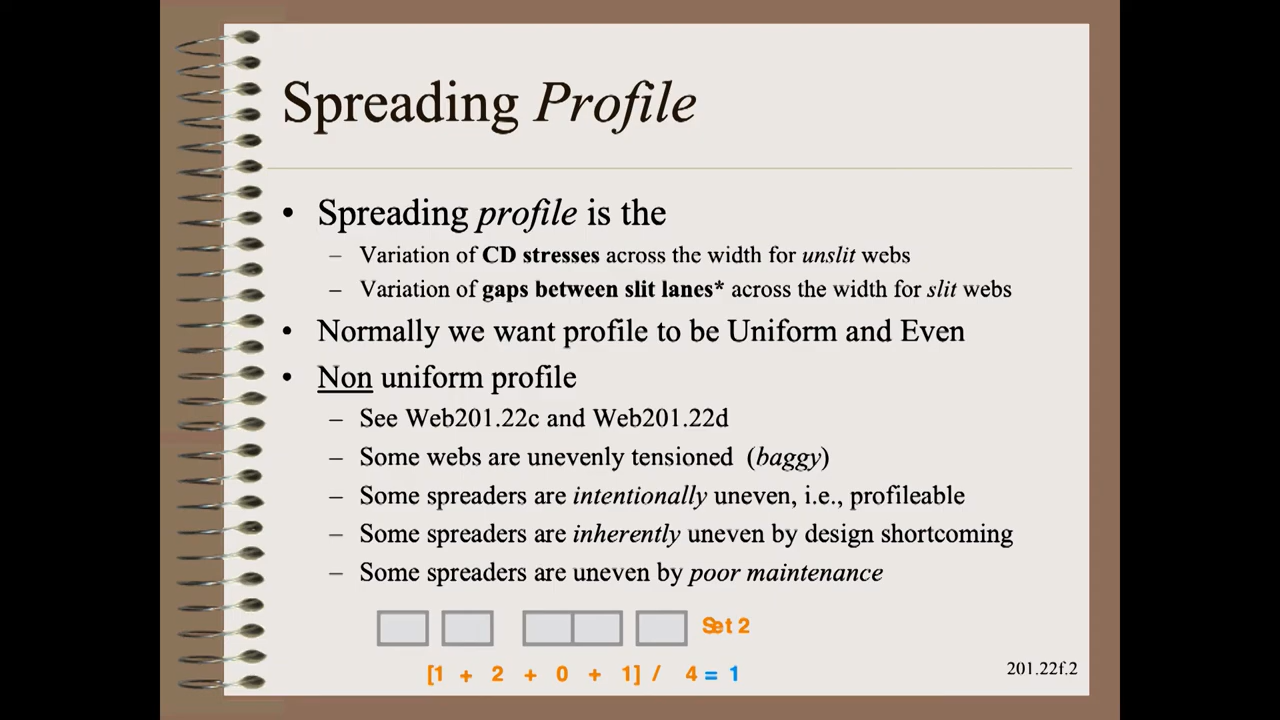 Spreading Profile
• Spreading profile is the
– Variation of CD stresses across the width for unslit webs
– Variation of gaps between slit lanes* across the width for slit webs
• Normally we want profile to be Uniform and Even
• Non uniform profile
– See Web201.22c and Web201.22d
– Some webs are unevenly tensioned (baggy)
– Some spreaders are intentionally uneven, i.e., profileable
– Some spreaders are inherently uneven by design shortcoming
– Some spreaders are uneven by poor maintenance
Set 2
[1 + 2 + 0 + 1] / 4 = 1
201.22f.2